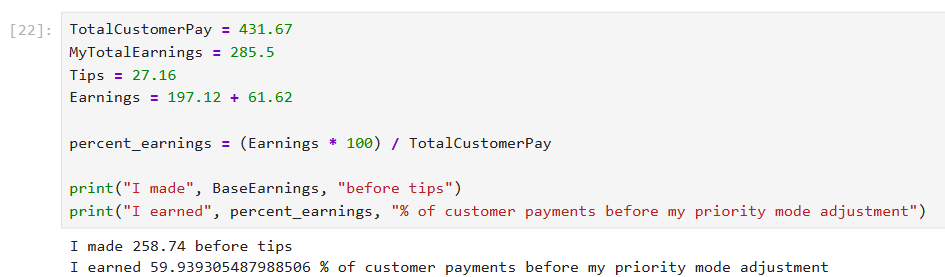 [22]:
TotalCustomerPay = 431.67
MyTotalEarnings = 285.5
Tips = 27.16
Earnings = 197.12 + 61.62
percent_earnings = (Earnings * 100) / TotalCustomerPay
print("I made", BaseEarnings, "before tips")
print("I earned", percent_earnings, "% of customer payments before my priority mode adjustment")
I made 258.74 before tips
I earned 59.939305487988506 % of customer payments before my priority mode adjustment